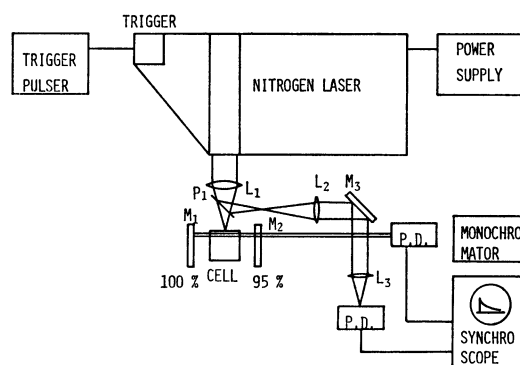 TRIGGER
TRIGGER
PULSER
NITROGEN LASER
POWER
SUPPLY
P1
L1
L2
M3
M1
M2
CELL
100 %
95 %
P.D.
MONOCHRO
MATOR
L3
P.D.
SYNCHRO
SCOPE